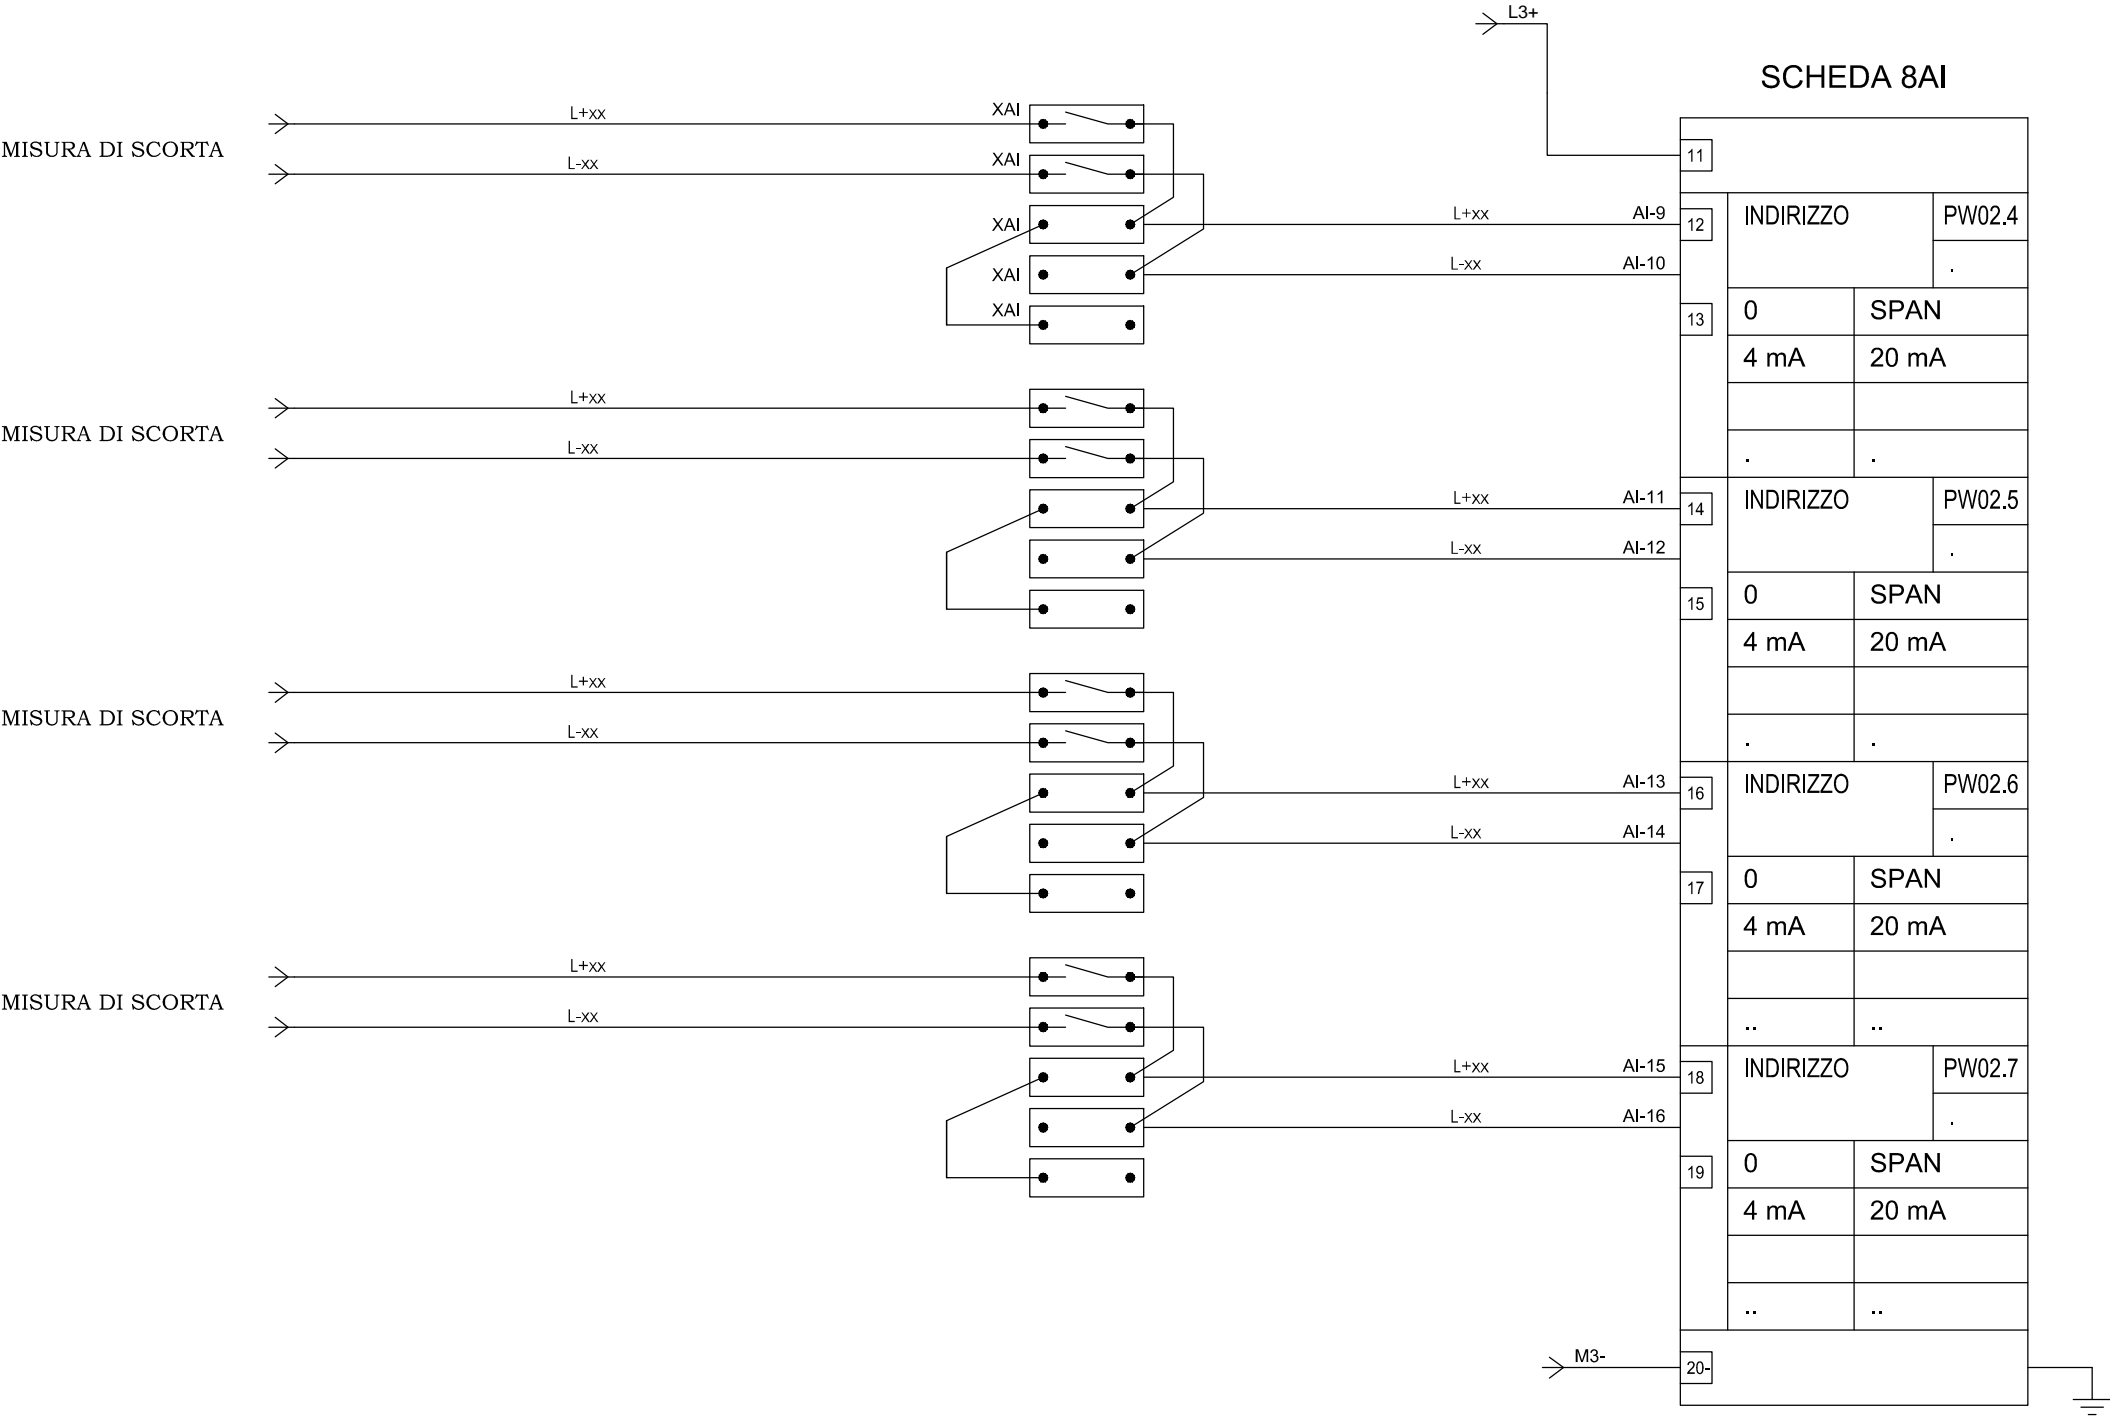 L3+
SCHEDA 8AI
MISURA DI SCORTA
L+xx
XAI
L-xx
XAI
XAI
XAI
XAI
L+xx
AI-9
L-xx
AI-10
11
12
INDIRIZZO
PW02.4
.
13
0
SPAN
4 mA
20 mA
.
.
MISURA DI SCORTA
L+xx
L-xx
L+xx
AI-11
L-xx
AI-12
14
INDIRIZZO
PW02.5
.
15
0
SPAN
4 mA
20 mA
.
.
MISURA DI SCORTA
L+xx
L-xx
L+xx
AI-13
L-xx
AI-14
16
INDIRIZZO
PW02.6
.
17
0
SPAN
4 mA
20 mA
..
..
MISURA DI SCORTA
L+xx
L-xx
L+xx
AI-15
L-xx
AI-16
18
INDIRIZZO
PW02.7
.
19
0
SPAN
4 mA
20 mA
..
..
M3-
20-